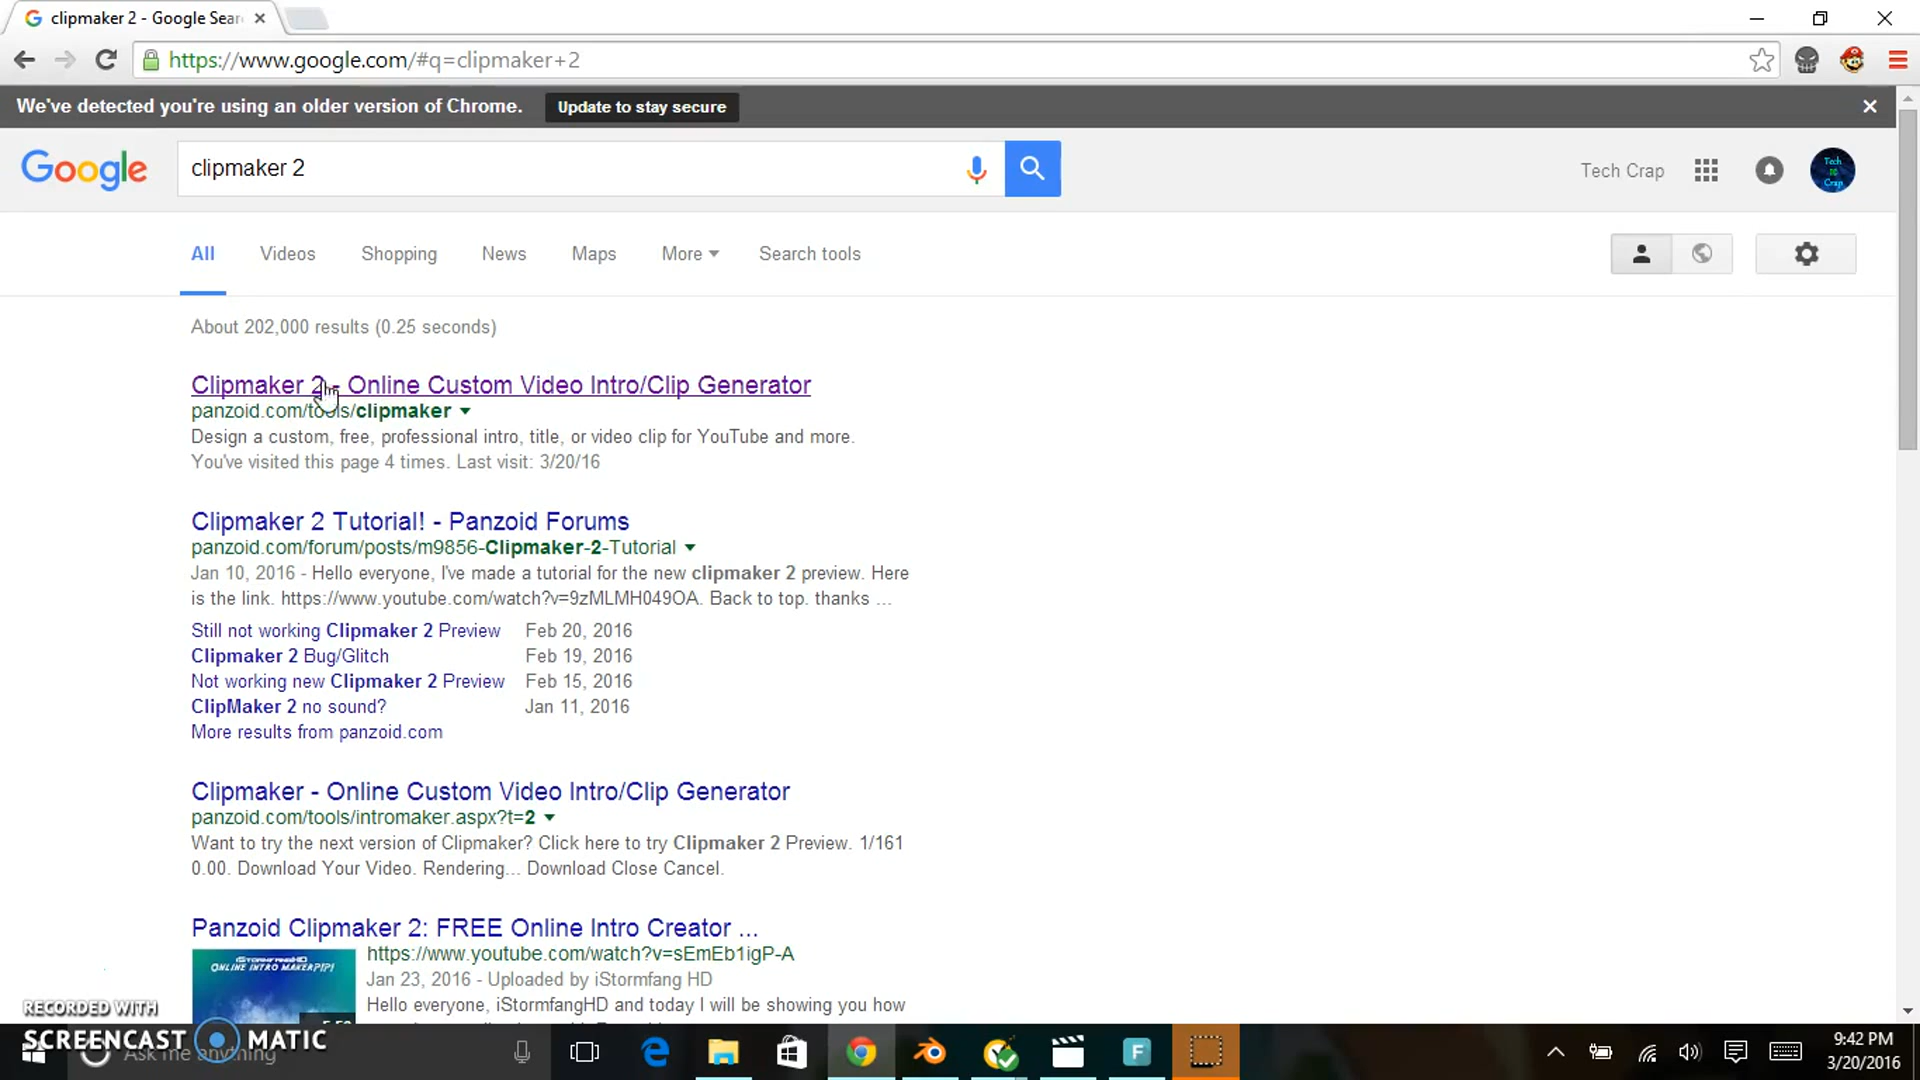 clipmaker 2 - Google Sear
https://www.google.com/#q=clipmaker+2
We've detected you're using an older version of Chrome. Update to stay secure
Google
clipmaker 2
Tech Crap
Tech
Crap
All Videos Shopping News Maps More Search tools
About 202,000 results (0.25 seconds)
Clipmaker 2 - Online Custom Video Intro/Clip Generator
panzoid.com/tools/clipmaker
Design a custom, free, professional intro, title, or video clip for YouTube and more.
You've visited this page 4 times. Last visit: 3/20/16
Clipmaker 2 Tutorial! - Panzoid Forums
panzoid.com/forum/posts/m9856-Clipmaker-2-Tutorial
Jan 10, 2016 - Hello everyone, I've made a tutorial for the new clipmaker 2 preview. Here
is the link. https://www.youtube.com/watch?v=9zMLMH049OA. Back to top. thanks ...
Still not working Clipmaker 2 Preview Feb 20, 2016
Clipmaker 2 Bug/Glitch Feb 19, 2016
Not working new Clipmaker 2 Preview Feb 15, 2016
ClipMaker 2 no sound? Jan 11, 2016
More results from panzoid.com
Clipmaker - Online Custom Video Intro/Clip Generator
panzoid.com/tools/intromaker.aspx?t=2
Want to try the next version of Clipmaker? Click here to try Clipmaker 2 Preview. 1/161
0.00. Download Your Video. Rendering... Download Close Cancel.
Panzoid Clipmaker 2: FREE Online Intro Creator ...
https://www.youtube.com/watch?v=sEmEb1igP-A
Jan 23, 2016 - Uploaded by iStormfang HD
Hello everyone, iStormfangHD and today I will be showing you how
iStormfangHD
ONLINE INTRO MAKER
RECORDED WITH
SCREENCAST MATIC
Ask me anything
F
9:42 PM
3/20/2016